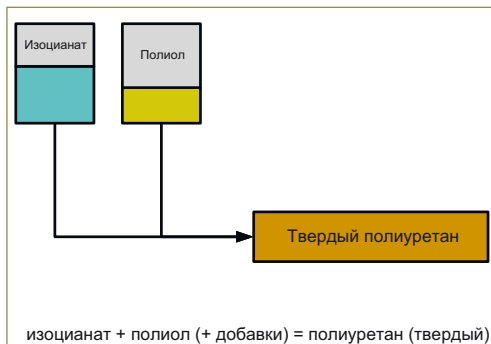 Изоцианат
Полиол
Твердый полиуретан
изоцианат + полиол (+ добавки) = полиуретан (твердый)